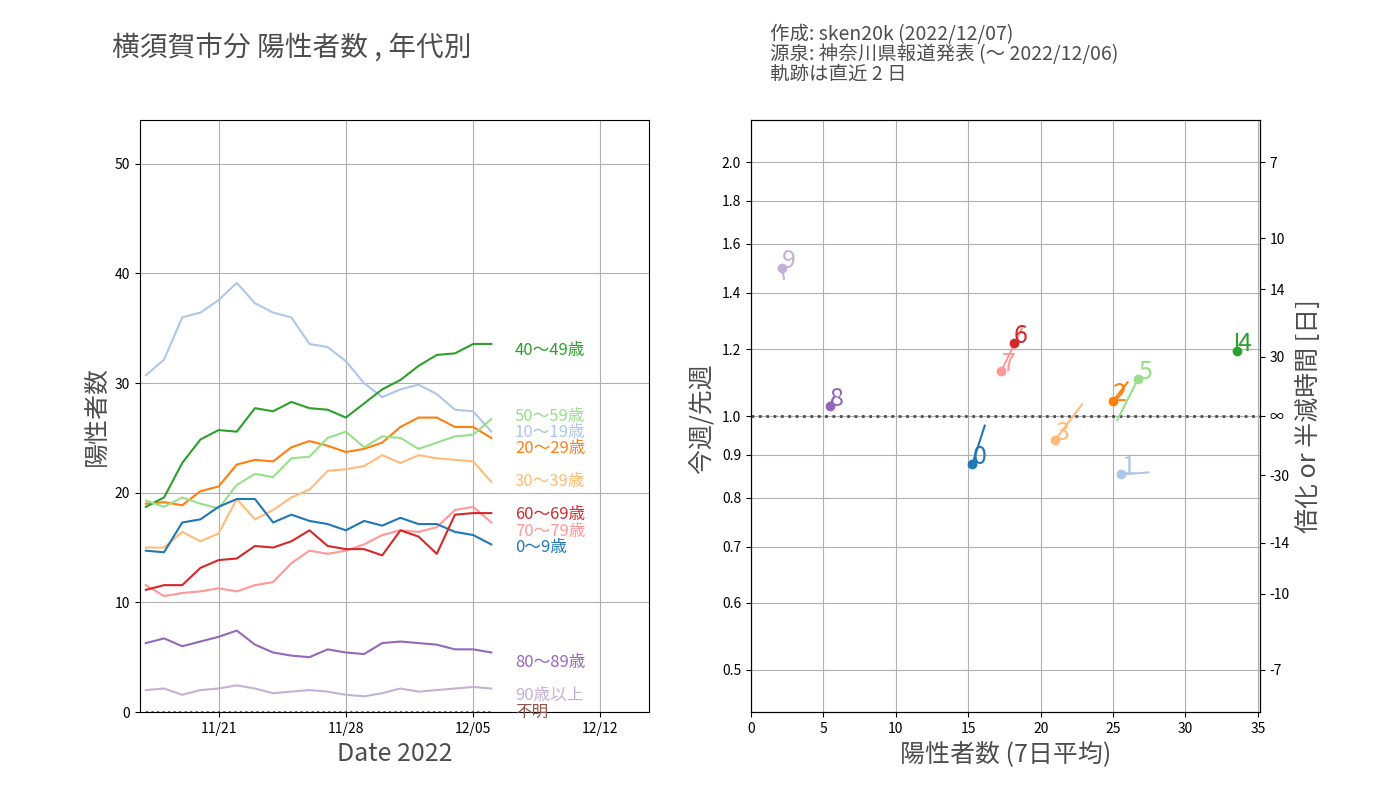 横須賀市分 陽性者数 , 年代別
作成: sken20k (2022/12/07)
源泉: 神奈川県報道発表 (～ 2022/12/06)
軌跡は直近 2 日
陽性者数
50
40
30
20
10
0
40～49歳
50～59歳
10～19歳
20～29歳
30～39歳
60～69歳
70～79歳
0～9歳
80～89歳
90歳以上
不明
11/21
11/28
12/05
12/12
Date 2022
今週/先週
2.0
1.8
1.6
1.4
1.2
1.0
0.9
0.8
0.7
0.6
0.5
9
6
4
7
5
8
2
3
0
1
7
10
14
30
∞
-30
-14
-10
-7
倍化 or 半減時間 [日]
0
5
10
15
20
25
30
35
陽性者数 (7日平均)